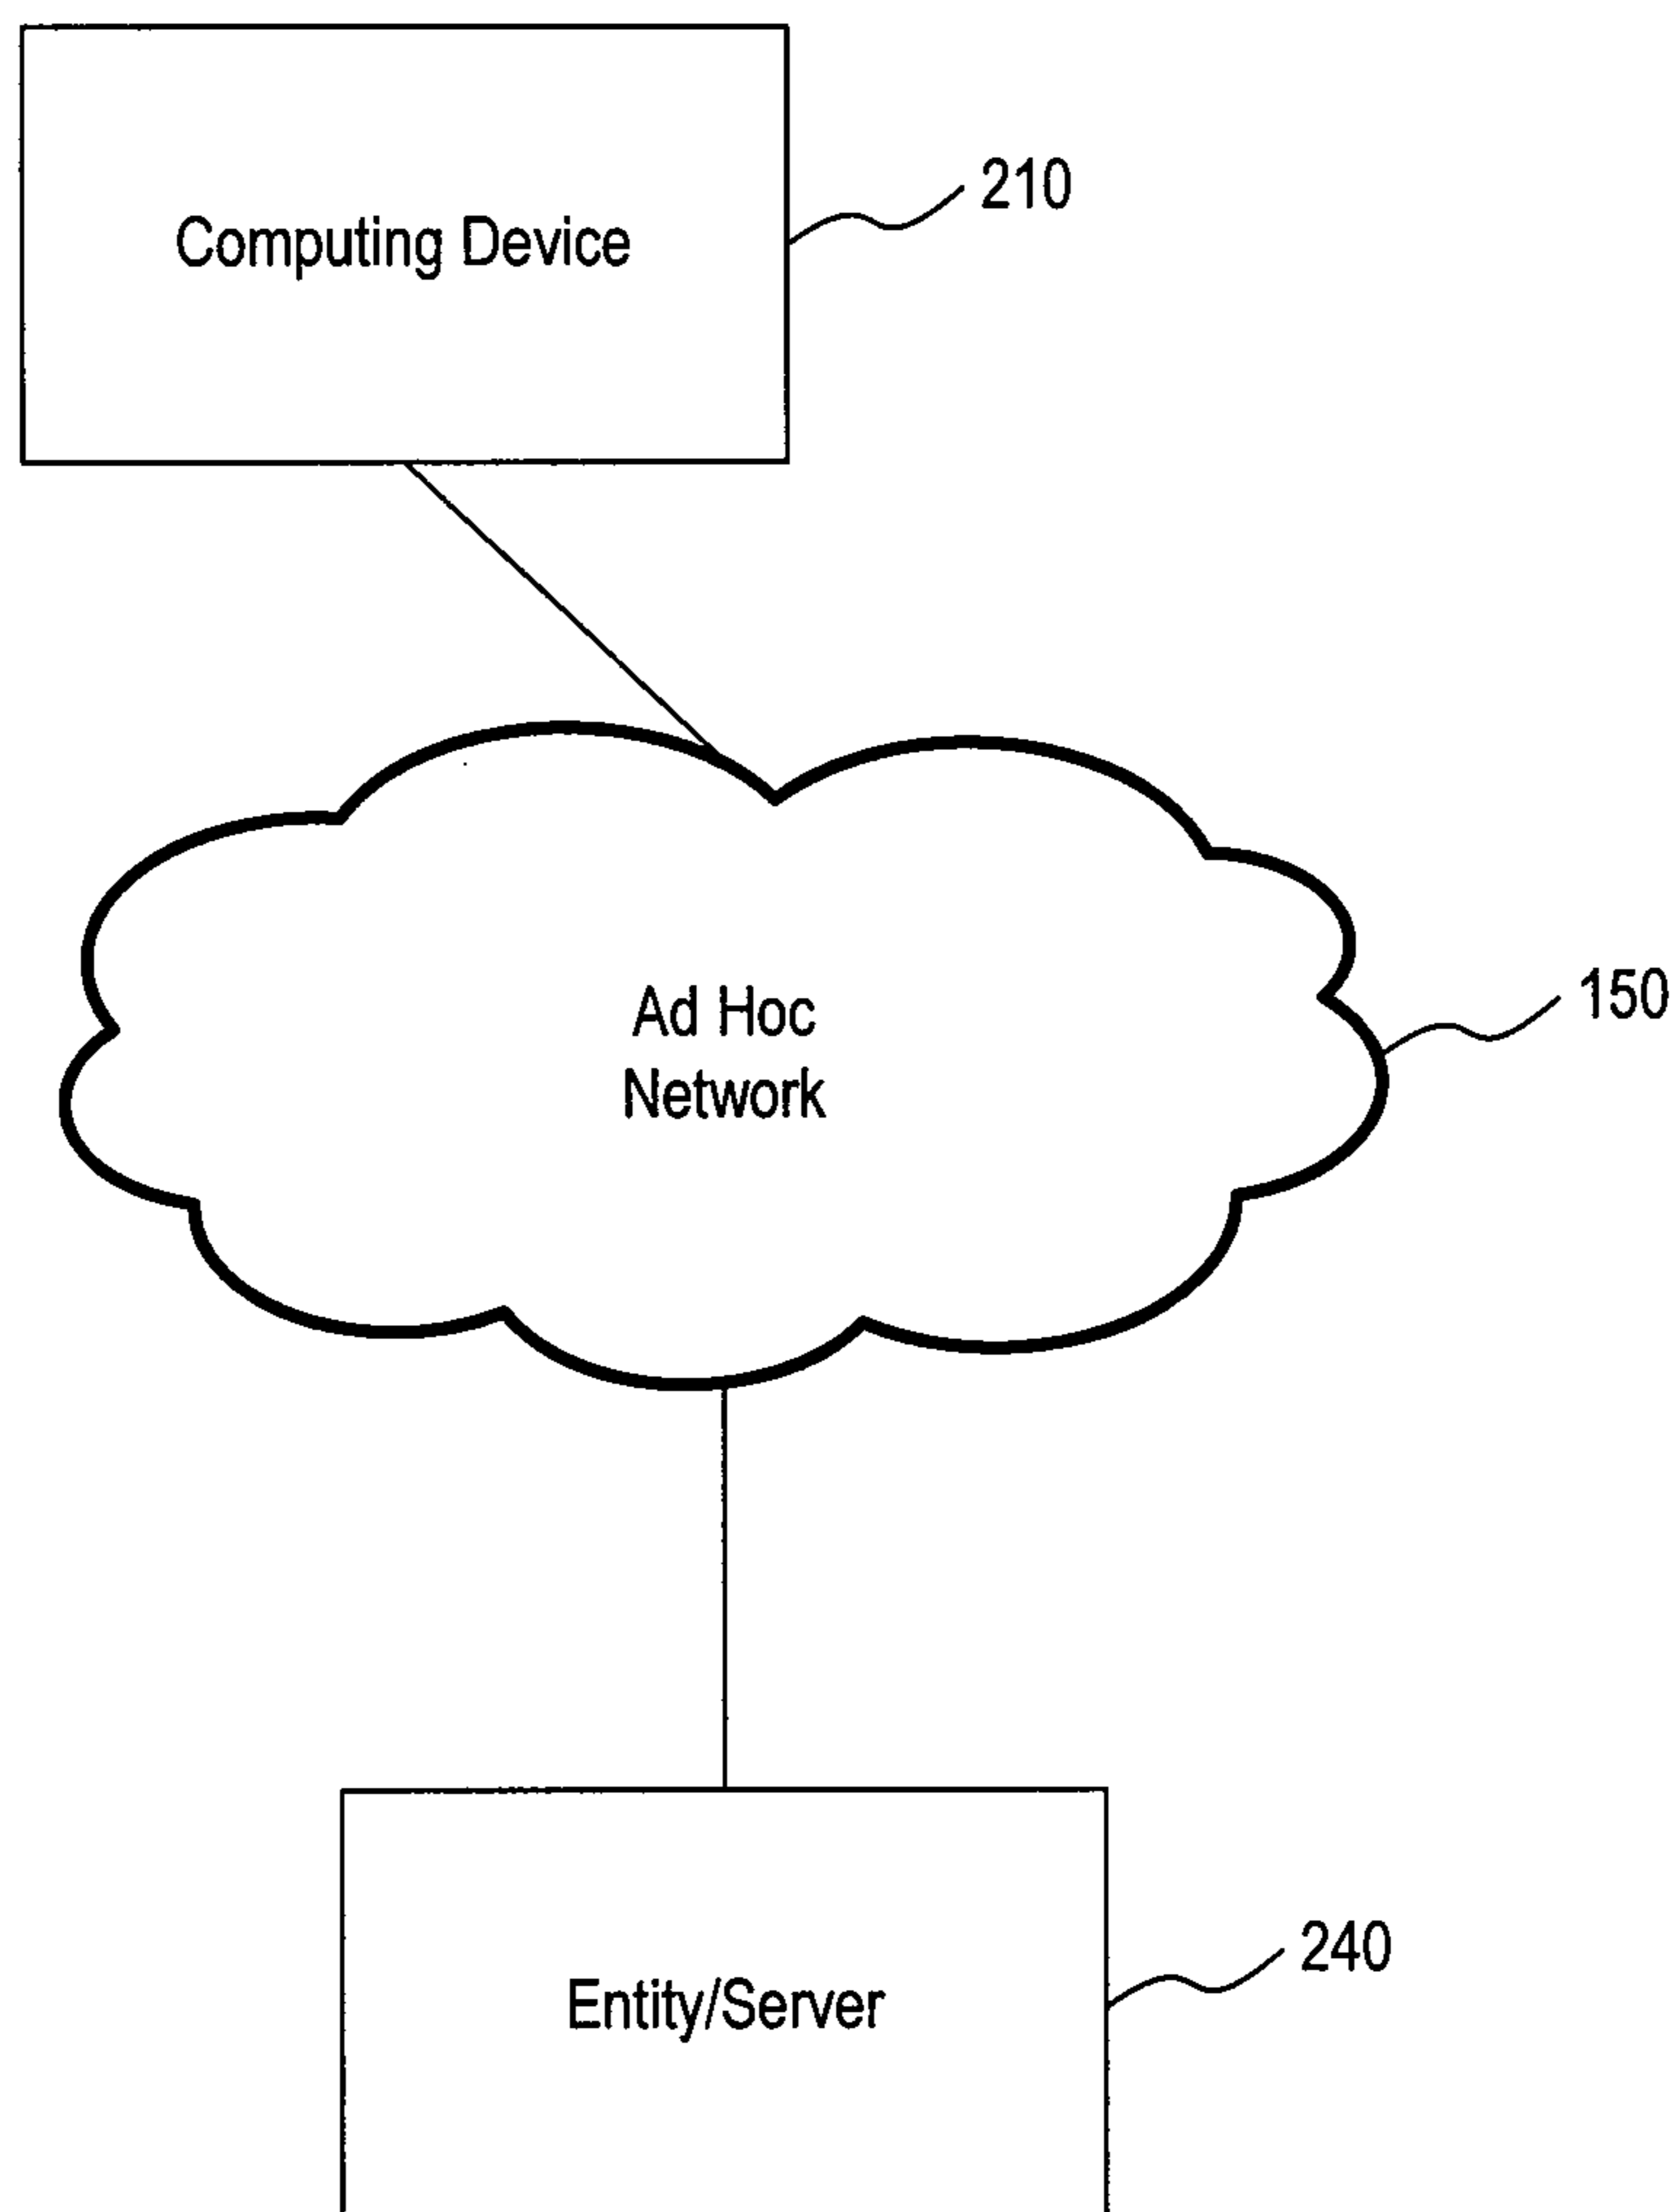 210
Computing Device
Ad Hoc
Network
150
240
Entity/Server